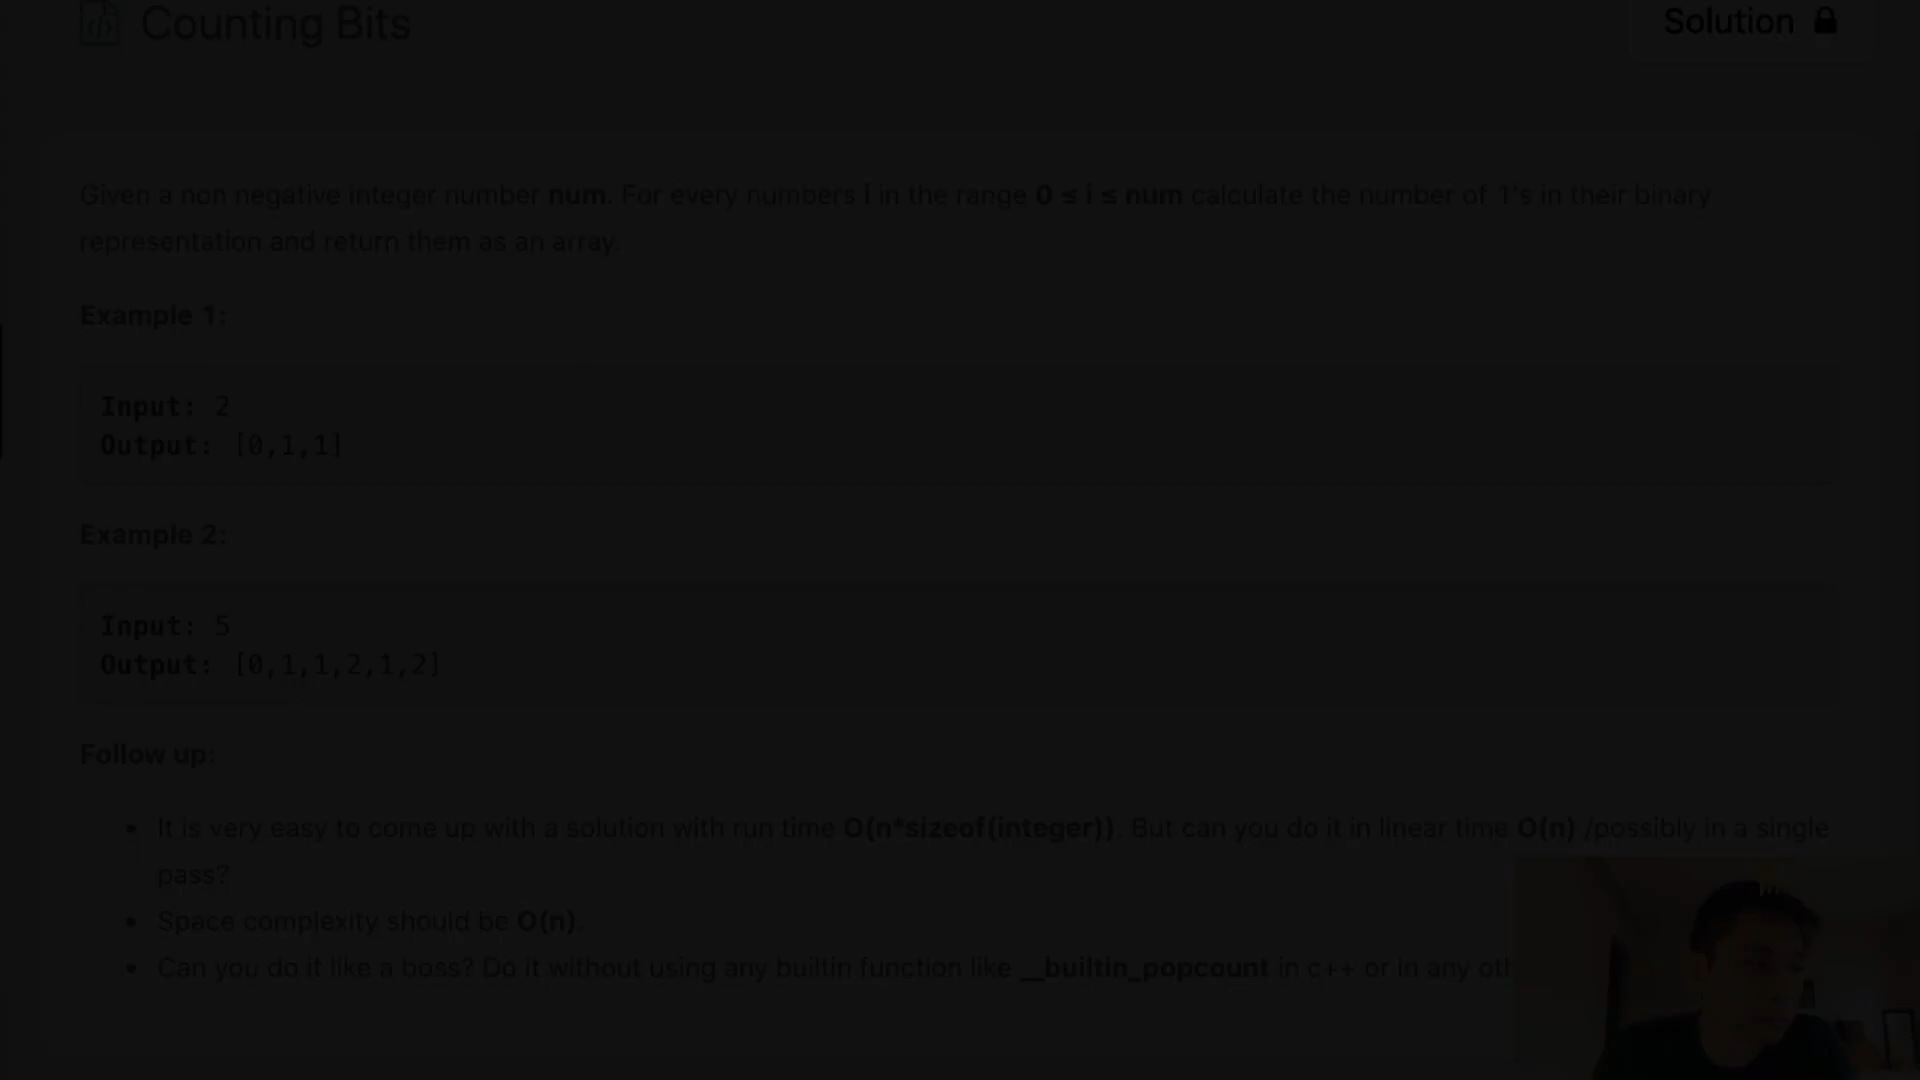 Counting Bits
Solution
Given a non negative integer number num. For every numbers i in the range 0 ≤ i ≤ num calculate the number of 1's in their binary
representation and return them as an array.
Example 1:
Input: 2
Output: [0,1,1]
Example 2:
Input: 5
Output: [0,1,1,2,1,2]
Follow up:
• It is very easy to come up with a solution with run time O(n*sizeof(integer)). But can you do it in linear time O(n) /possibly in a single
pass?
• Space complexity should be O(n).
• Can you do it like a boss? Do it without using any builtin function like __builtin_popcount in c++ or in any oth